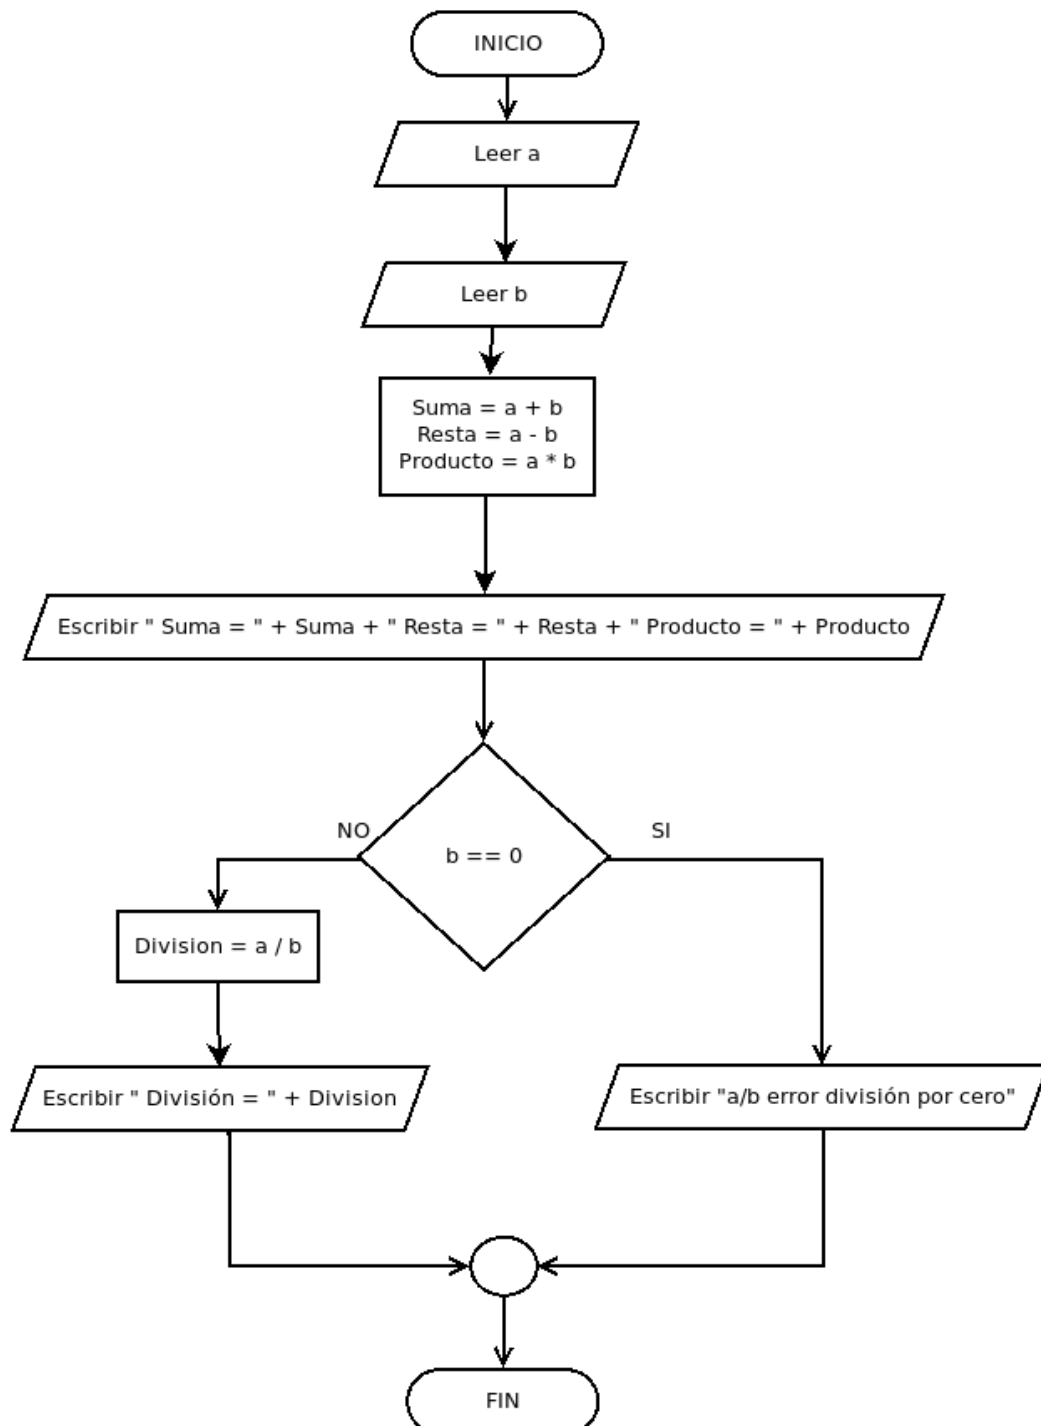 INICIO
Leer a
Leer b
Suma = a + b
Resta = a - b
Producto = a * b
Escribir " Suma = " + Suma + " Resta = " + Resta + " Producto = " + Producto
NO
SI
b == 0
Division = a / b
Escribir " División = " + Division
Escribir "a/b error división por cero"
FIN